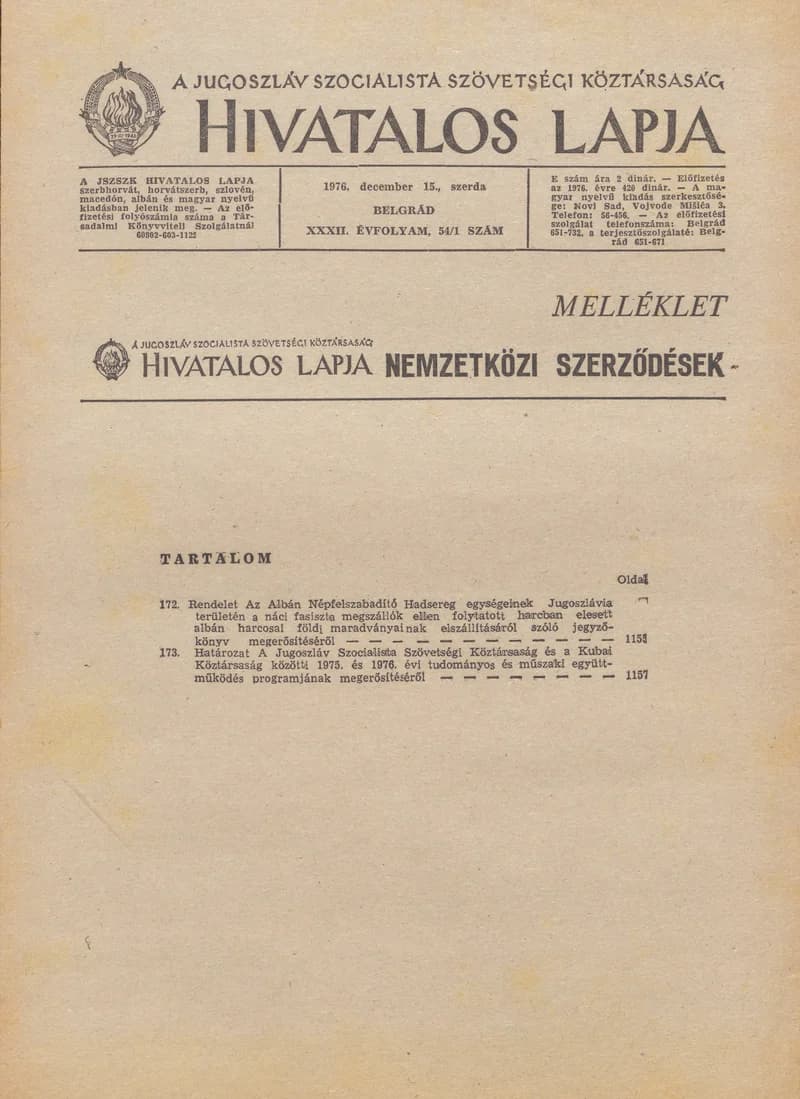 A JUGOSZLÁV SZOCIALISTA SZÖVETSÉGI KÖZTÁRSASÁG
HIVATALOS LAPJA
A JSZSZK HIVATALOS LAPJA
szerbhorvát, horvátszerb, szlovén,
macedón, albán és magyar nyelvű
kiadásban jelenik meg. — Az elő-
fizetési folyószámla száma a Tár-
sadalmi Könyvviteli Szolgálatnál
60802-603-1122
1976. december 15., szerda
BELGRÁD
XXXII. ÉVFOLYAM, 54/1 SZÁM
E szám ára 2 dinár. — Előfizetés
az 1976. évre 420 dinár. — A ma-
gyar nyelvű kiadás szerkesztősé-
ge: Novi Sad, Vojvode Mišića 3.
Telefon: 56-456. — Az előfizetési
szolgálat telefonszáma: Belgrád
651-732, a terjesztőszolgálaté: Belg-
rád 651-671
MELLÉKLET
A JUGOSZLÁV SZOCIALISTA SZÖVETSÉGI KÖZTÁRSASÁG
HIVATALOS LAPJA NEMZETKÖZI SZERZŐDÉSEK
TARTALOM
Oldal
172. Rendelet Az Albán Népfelszabadító Hadsereg egységeinek Jugoszlávia
területén a náci fasiszta megszállók ellen folytatott harcban elesett
albán harcosai földi maradványainak elszállításáról szóló jegyző-
könyv megerősítéséről — — — — — — — — — — — 1153
173. Határozat A Jugoszláv Szocialista Szövetségi Köztársaság és a Kubai
Köztársaság közötti 1975. és 1976. évi tudományos és műszaki együtt-
működés programjának megerősítéséről — — — — — — — — 1157